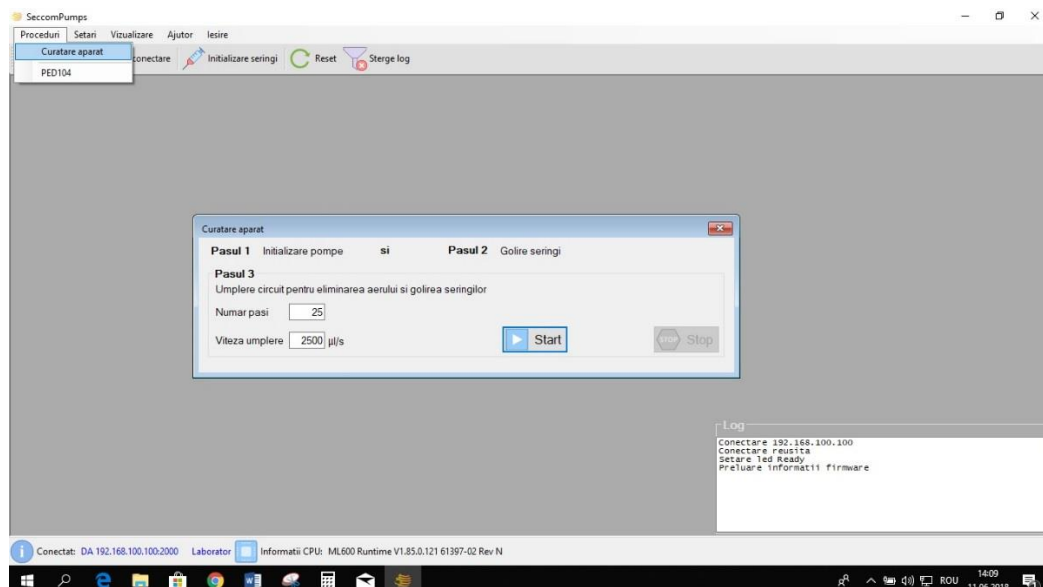 SeccomPumps
Proceduri Setari Vizualizare Ajutor Iesire
Curatare aparat
PED104
conectare Initializare seringi Reset Sterge log
Curatare aparat
Pasul 1 Initializare pompe si Pasul 2 Golire seringi
Pasul 3
Umplere circuit pentru eliminarea aerului si golirea seringilor
Numar pasi 25
Viteza umplere 2500 µl/s
Start
STOP Stop
Log
Conectare 192.168.100.100
Conectare reusita
Setare led Ready
Preluare informatii firmware
Conectat: DA 192.168.100.100:2000 Laborator Informatii CPU: ML600 Runtime V1.85.0.121 61397-02 Rev N
ROU
14:09
11.06.2018